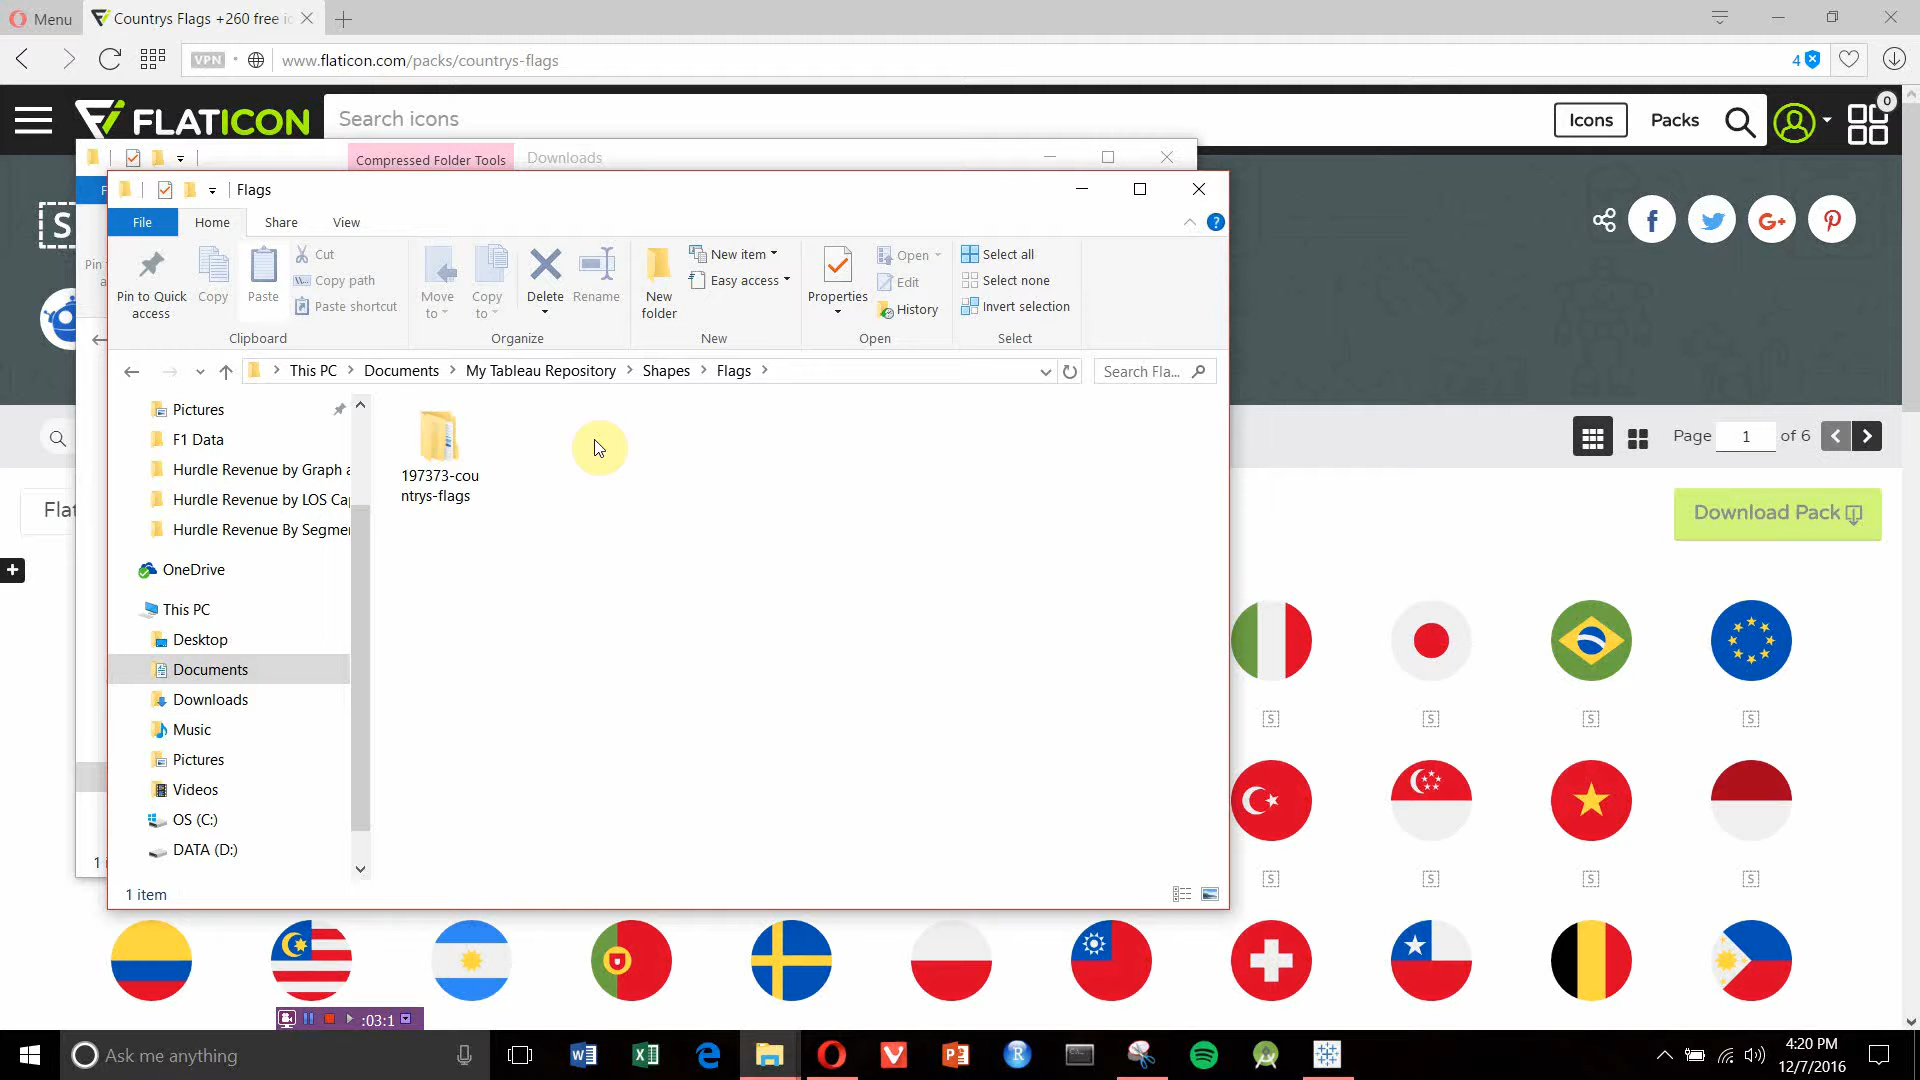 Menu
Countrys Flags +260 free ic
VPN
www.flaticon.com/packs/countrys-flags
4
FLATICON
Search icons
Icons
Packs
0
Compressed Folder Tools
Downloads
Flags
File
Home
Share
View
Pin to Quick access
Copy
Paste
Cut
Copy path
Paste shortcut
Clipboard
Move to
Copy to
Delete
Rename
Organize
New folder
New item
Easy access
New
Properties
Open
Edit
History
Open
Select all
Select none
Invert selection
Select
This PC
Documents
My Tableau Repository
Shapes
Flags
Search Fla...
Pictures
F1 Data
Hurdle Revenue by Graph a
Hurdle Revenue by LOS Ca
Hurdle Revenue By Segme
OneDrive
This PC
Desktop
Documents
Downloads
Music
Pictures
Videos
OS (C:)
DATA (D:)
197373-cou
ntrys-flags
1 item
Page 1 of 6
Flat
Download Pack
S
S
S
S
S
S
S
S
S
:03:1
Ask me anything
4:20 PM
12/7/2016